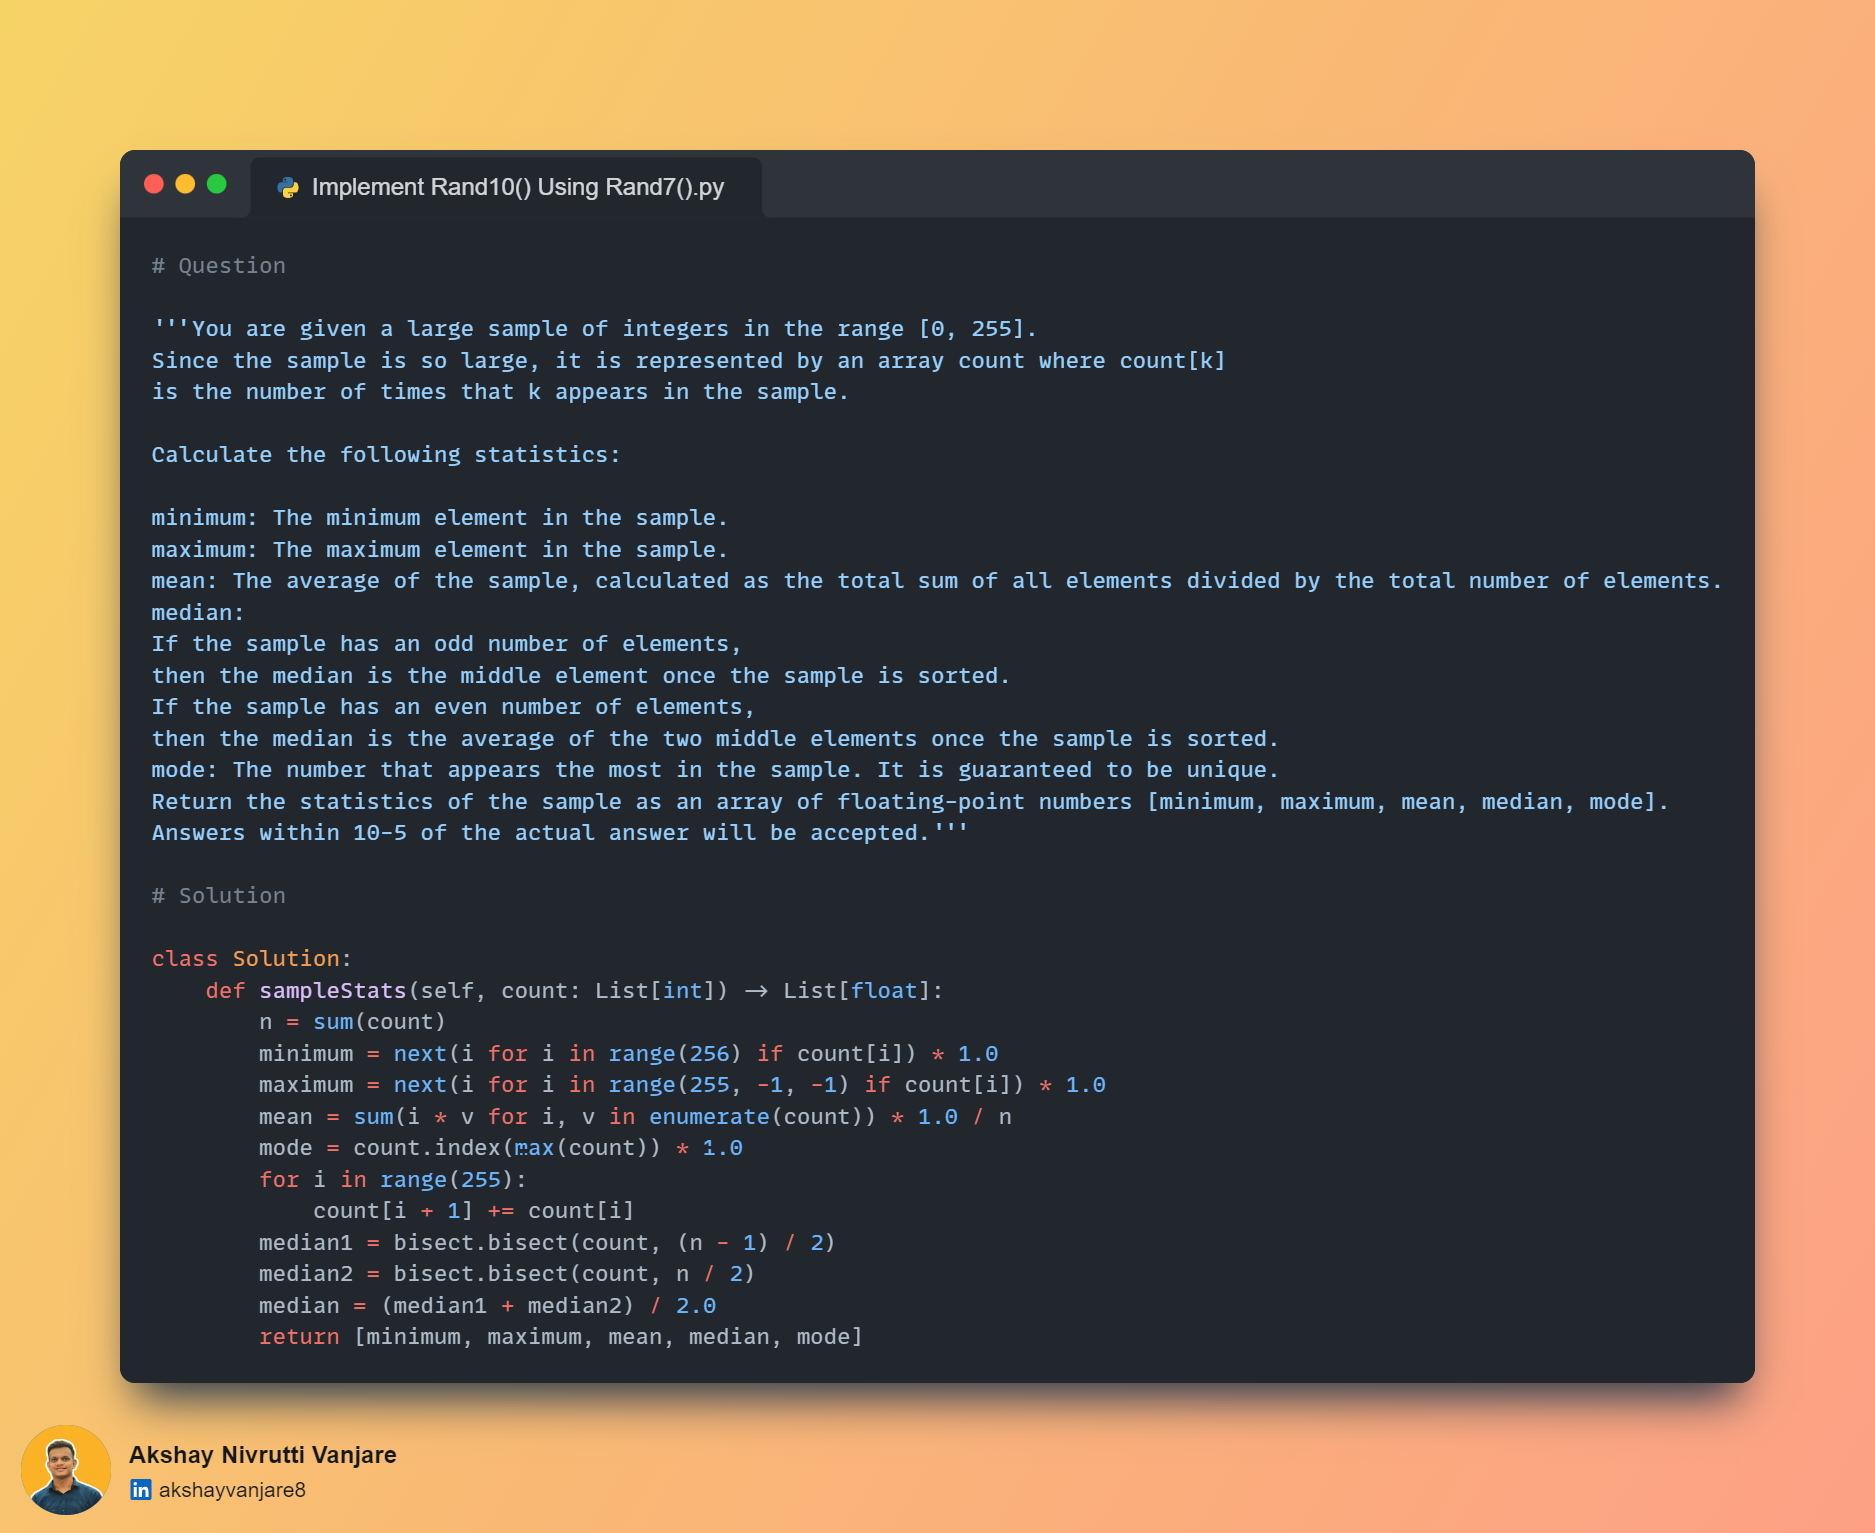 Implement Rand10() Using Rand7().py
# Question
'''You are given a large sample of integers in the range [0, 255].
Since the sample is so large, it is represented by an array count where count[k]
is the number of times that k appears in the sample.
Calculate the following statistics:
minimum: The minimum element in the sample.
maximum: The maximum element in the sample.
mean: The average of the sample, calculated as the total sum of all elements divided by the total number of elements.
median:
If the sample has an odd number of elements,
then the median is the middle element once the sample is sorted.
If the sample has an even number of elements,
then the median is the average of the two middle elements once the sample is sorted.
mode: The number that appears the most in the sample. It is guaranteed to be unique.
Return the statistics of the sample as an array of floating-point numbers [minimum, maximum, mean, median, mode].
Answers within 10-5 of the actual answer will be accepted.'''
# Solution
class Solution:
    def sampleStats(self, count: List[int]) -> List[float]:
        n = sum(count)
        minimum = next(i for i in range(256) if count[i]) * 1.0
        maximum = next(i for i in range(255, -1, -1) if count[i]) * 1.0
        mean = sum(i * v for i, v in enumerate(count)) * 1.0 / n
        mode = count.index(max(count)) * 1.0
        for i in range(255):
            count[i + 1] += count[i]
        median1 = bisect.bisect(count, (n - 1) / 2)
        median2 = bisect.bisect(count, n / 2)
        median = (median1 + median2) / 2.0
        return [minimum, maximum, mean, median, mode]
Akshay Nivrutti Vanjare
in akshayvanjare8